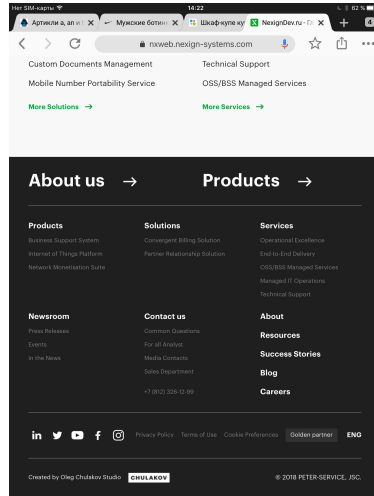 Нет SIM-карты 14:22 62 %
Артикли a, an и t Мужские ботинк Шкаф-купе ку NexignDev.ru - Гл 4
nxweb.nexign-systems.com
Custom Documents Management Technical Support
Mobile Number Portability Service OSS/BSS Managed Services
More Solutions → More Services →
About us → Products →
Products Solutions Services
Business Support System Convergent Billing Solution Operational Excellence
Internet of Things Platform Partner Relationship Solution End-to-End Delivery
Network Monetisation Suite OSS/BSS Managed Services
Managed IT Operations
Technical Support
Newsroom Contact us About
Press Releases Common Questions Resources
Events For all Analyst
In the News Media Contacts Success Stories
Sales Department Blog
+7 (812) 326-12-99 Careers
in f Privacy Policy Terms of Use Cookie Preferences Golden partner ENG
Created by Oleg Chulakov Studio CHULAKOV © 2018 PETER-SERVICE, JSC.